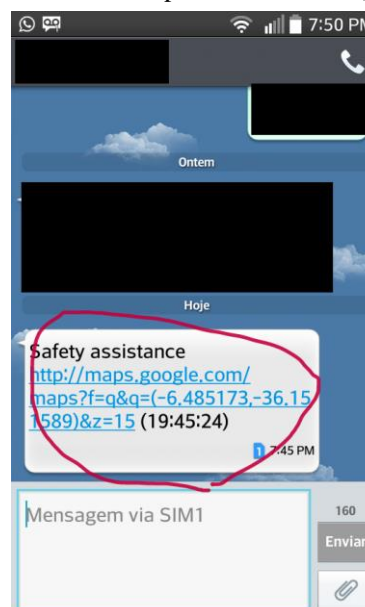 7:50 PM
Ontem
Hoje
Safety assistance
http://maps.google.com/
maps?f=q&q=(-6,485173,-36,15
1589)&z=15 (19:45:24)
1 7:45 PM
Mensagem via SIM1
160
Enviar